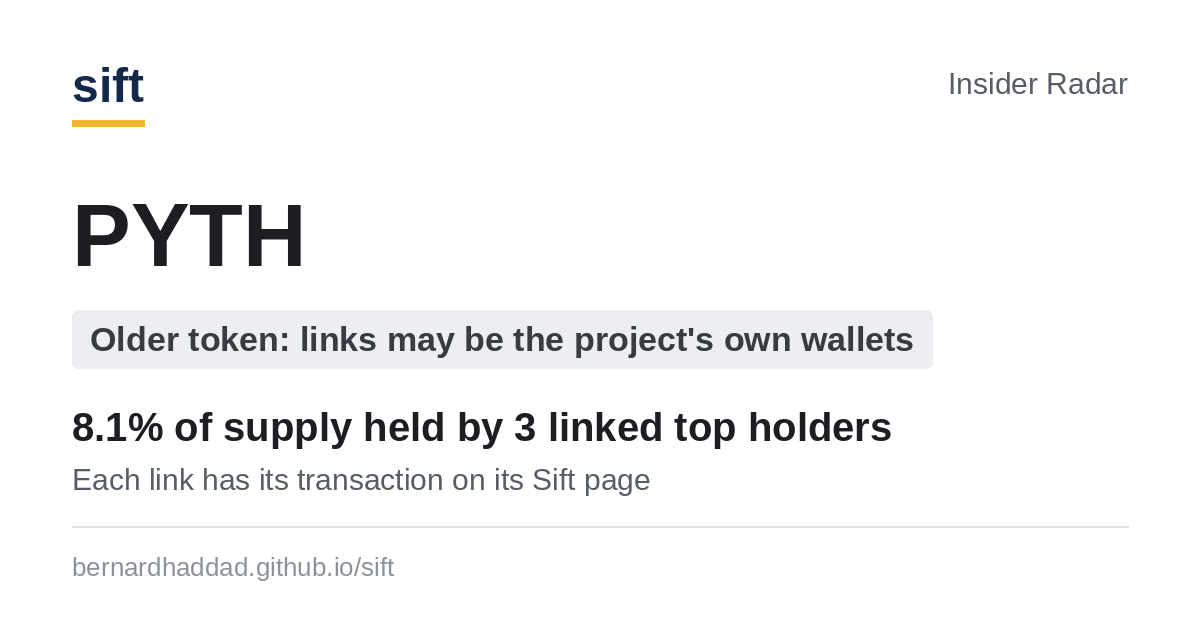 sift
Insider Radar
PYTH
Older token: links may be the project's own wallets
8.1% of supply held by 3 linked top holders
Each link has its transaction on its Sift page
bernardhaddad.github.io/sift